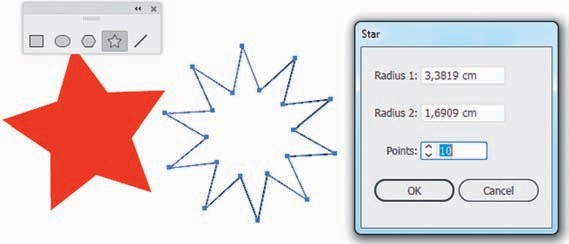 Star
Radius 1: 3,3819 cm
Radius 2: 1,6909 cm
Points: 10
OK Cancel